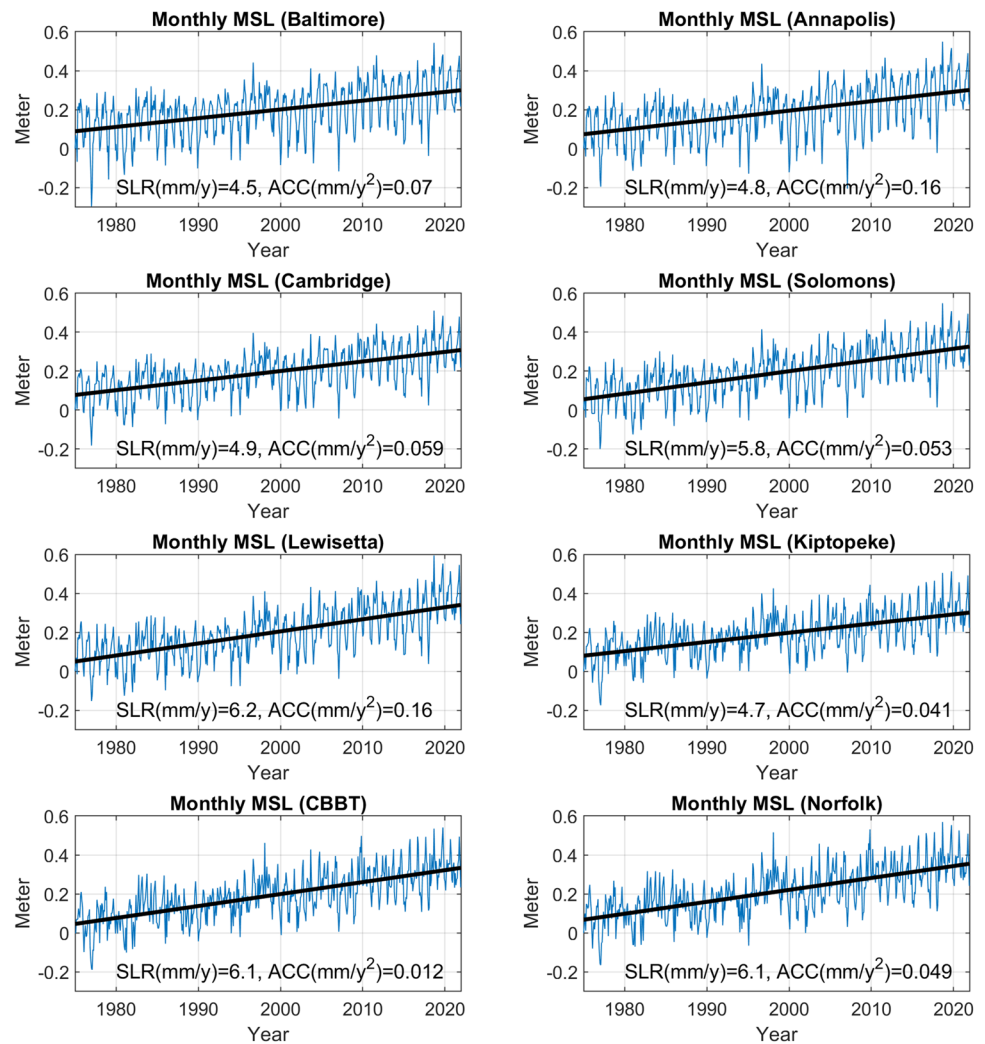 Monthly MSL (Baltimore)
0.6
0.4
0.2
0
-0.2
Meter
SLR(mm/y)=4.5, ACC(mm/y²)=0.07
1980 1990 2000 2010 2020
Year
Monthly MSL (Annapolis)
0.6
0.4
0.2
0
-0.2
Meter
SLR(mm/y)=4.8, ACC(mm/y²)=0.16
1980 1990 2000 2010 2020
Year
Monthly MSL (Cambridge)
0.6
0.4
0.2
0
-0.2
Meter
SLR(mm/y)=4.9, ACC(mm/y²)=0.059
1980 1990 2000 2010 2020
Year
Monthly MSL (Solomons)
0.6
0.4
0.2
0
-0.2
Meter
SLR(mm/y)=5.8, ACC(mm/y²)=0.053
1980 1990 2000 2010 2020
Year
Monthly MSL (Lewisetta)
0.6
0.4
0.2
0
-0.2
Meter
SLR(mm/y)=6.2, ACC(mm/y²)=0.16
1980 1990 2000 2010 2020
Year
Monthly MSL (Kiptopeke)
0.6
0.4
0.2
0
-0.2
Meter
SLR(mm/y)=4.7, ACC(mm/y²)=0.041
1980 1990 2000 2010 2020
Year
Monthly MSL (CBBT)
0.6
0.4
0.2
0
-0.2
Meter
SLR(mm/y)=6.1, ACC(mm/y²)=0.012
1980 1990 2000 2010 2020
Year
Monthly MSL (Norfolk)
0.6
0.4
0.2
0
-0.2
Meter
SLR(mm/y)=6.1, ACC(mm/y²)=0.049
1980 1990 2000 2010 2020
Year